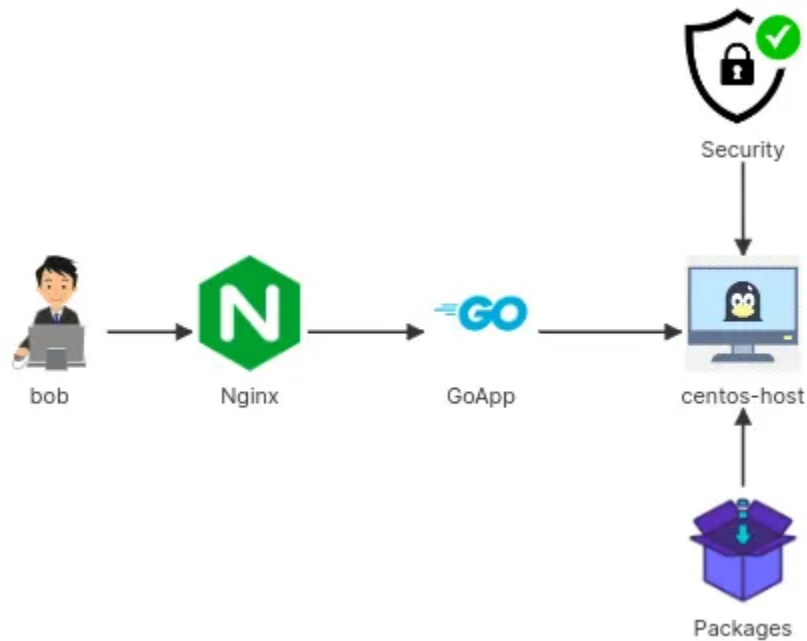 Security
N
GO
bob
Nginx
GoApp
centos-host
Packages